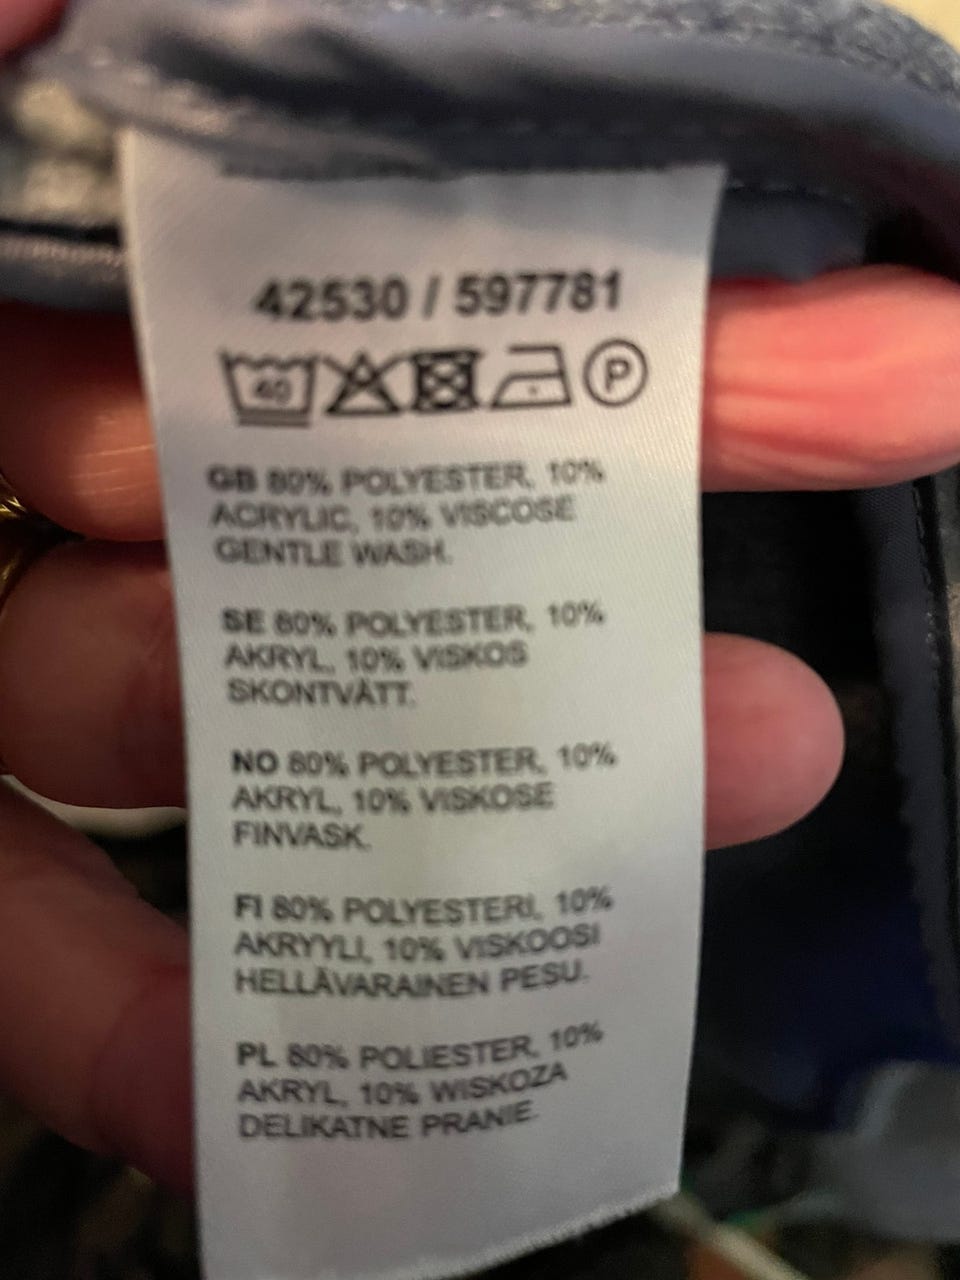 42530 / 597781
40 P
GB 80% POLYESTER, 10%
ACRYLIC, 10% VISCOSE
GENTLE WASH.
SE 80% POLYESTER, 10%
AKRYL, 10% VISKOS
SKONTVÄTT.
NO 80% POLYESTER, 10%
AKRYL, 10% VISKOSE
FINVASK.
FI 80% POLYESTERI, 10%
AKRYYLI, 10% VISKOOSI
HELLÄVARAINEN PESU.
PL 80% POLIESTER, 10%
AKRYL, 10% WISKOZA
DELIKATNE PRANIE.